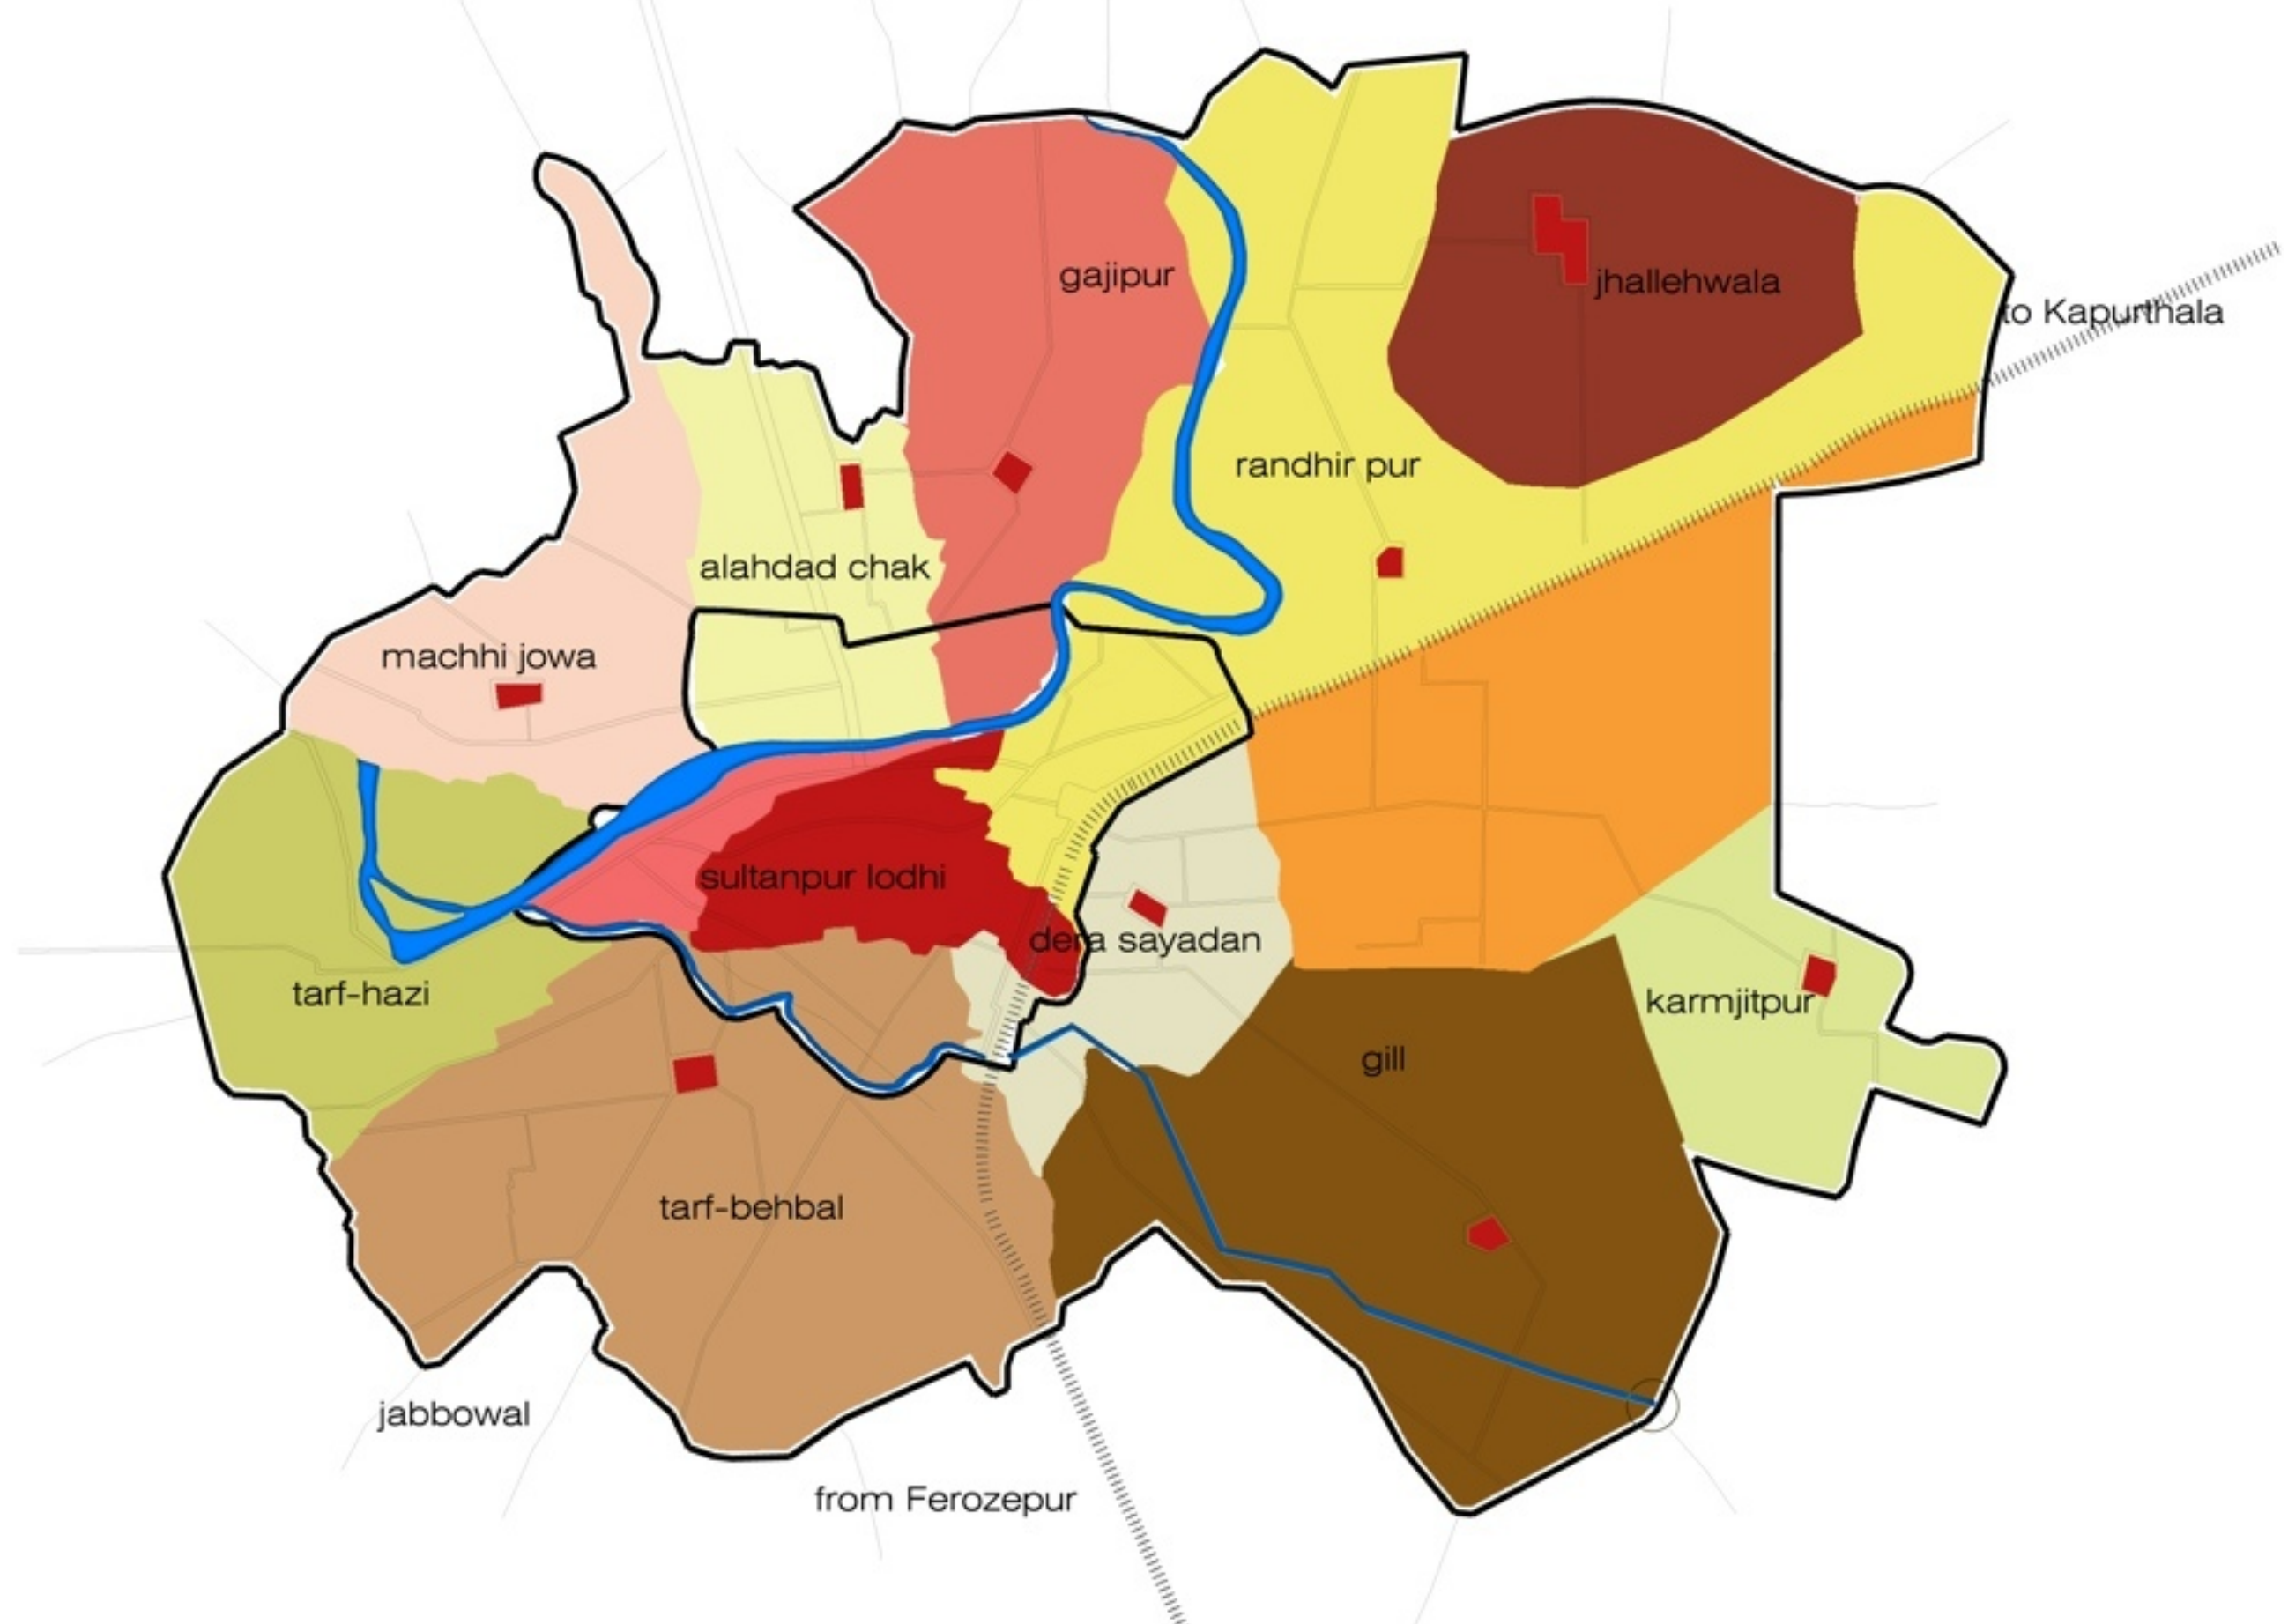 gajipur
jhallehwala
to Kapurthala
randhir pur
alahdad chak
machhi jowa
sultanpur lodhi
dera sayadan
tarf-hazi
karmjitpur
gill
tarf-behbal
jabbowal
from Ferozepur